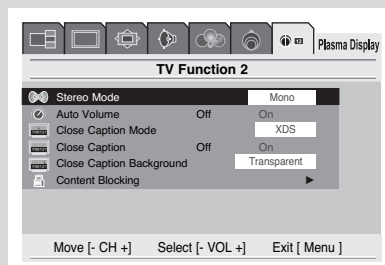 Plasma Display
TV Function 2
Stereo Mode Mono
Auto Volume Off On
Close Caption Mode XDS
Close Caption Off On
Close Caption Background Transparent
Content Blocking
Move [- CH +] Select [- VOL +] Exit [ Menu ]